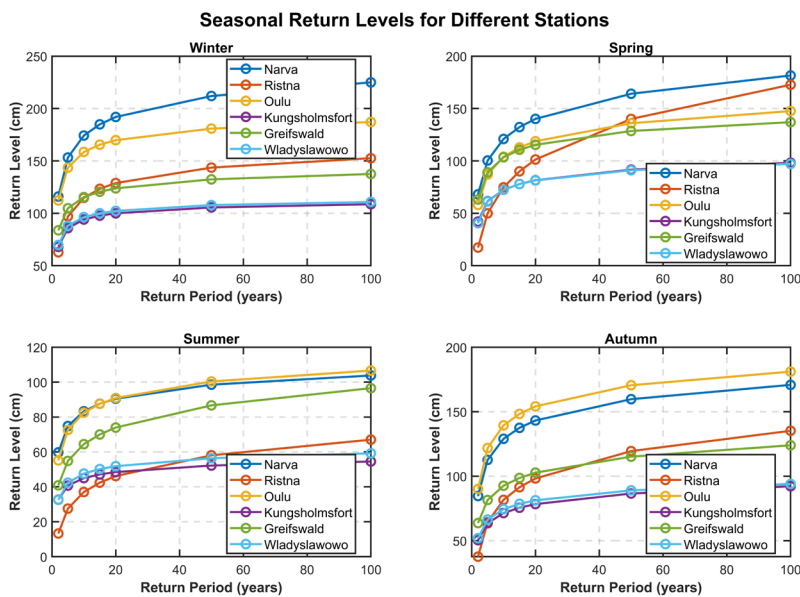 Seasonal Return Levels for Different Stations
Winter
250
200
150
100
50
0
20
40
60
80
100
Return Level (cm)
Return Period (years)
Narva
Ristna
Oulu
Kungsholmsfort
Greifswald
Wladyslawowo
Spring
200
150
100
50
0
0
20
40
60
80
100
Return Level (cm)
Return Period (years)
Narva
Ristna
Oulu
Kungsholmsfort
Greifswald
Wladyslawowo
Summer
120
100
80
60
40
20
0
0
20
40
60
80
100
Return Level (cm)
Return Period (years)
Narva
Ristna
Oulu
Kungsholmsfort
Greifswald
Wladyslawowo
Autumn
200
150
100
50
0
20
40
60
80
100
Return Level (cm)
Return Period (years)
Narva
Ristna
Oulu
Kungsholmsfort
Greifswald
Wladyslawowo